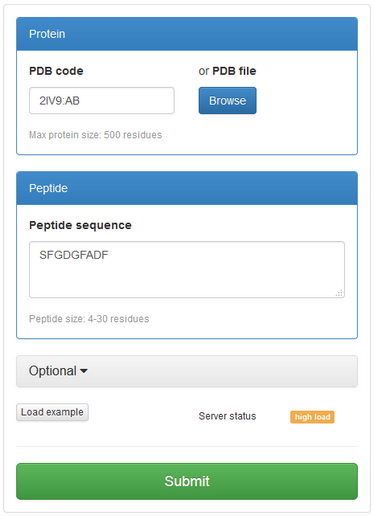 Protein
PDB code
or PDB file
2IV9:AB
Browse
Max protein size: 500 residues
Peptide
Peptide sequence
SFGDGFADF
Peptide size: 4-30 residues
Optional
Load example
Server status
high load
Submit